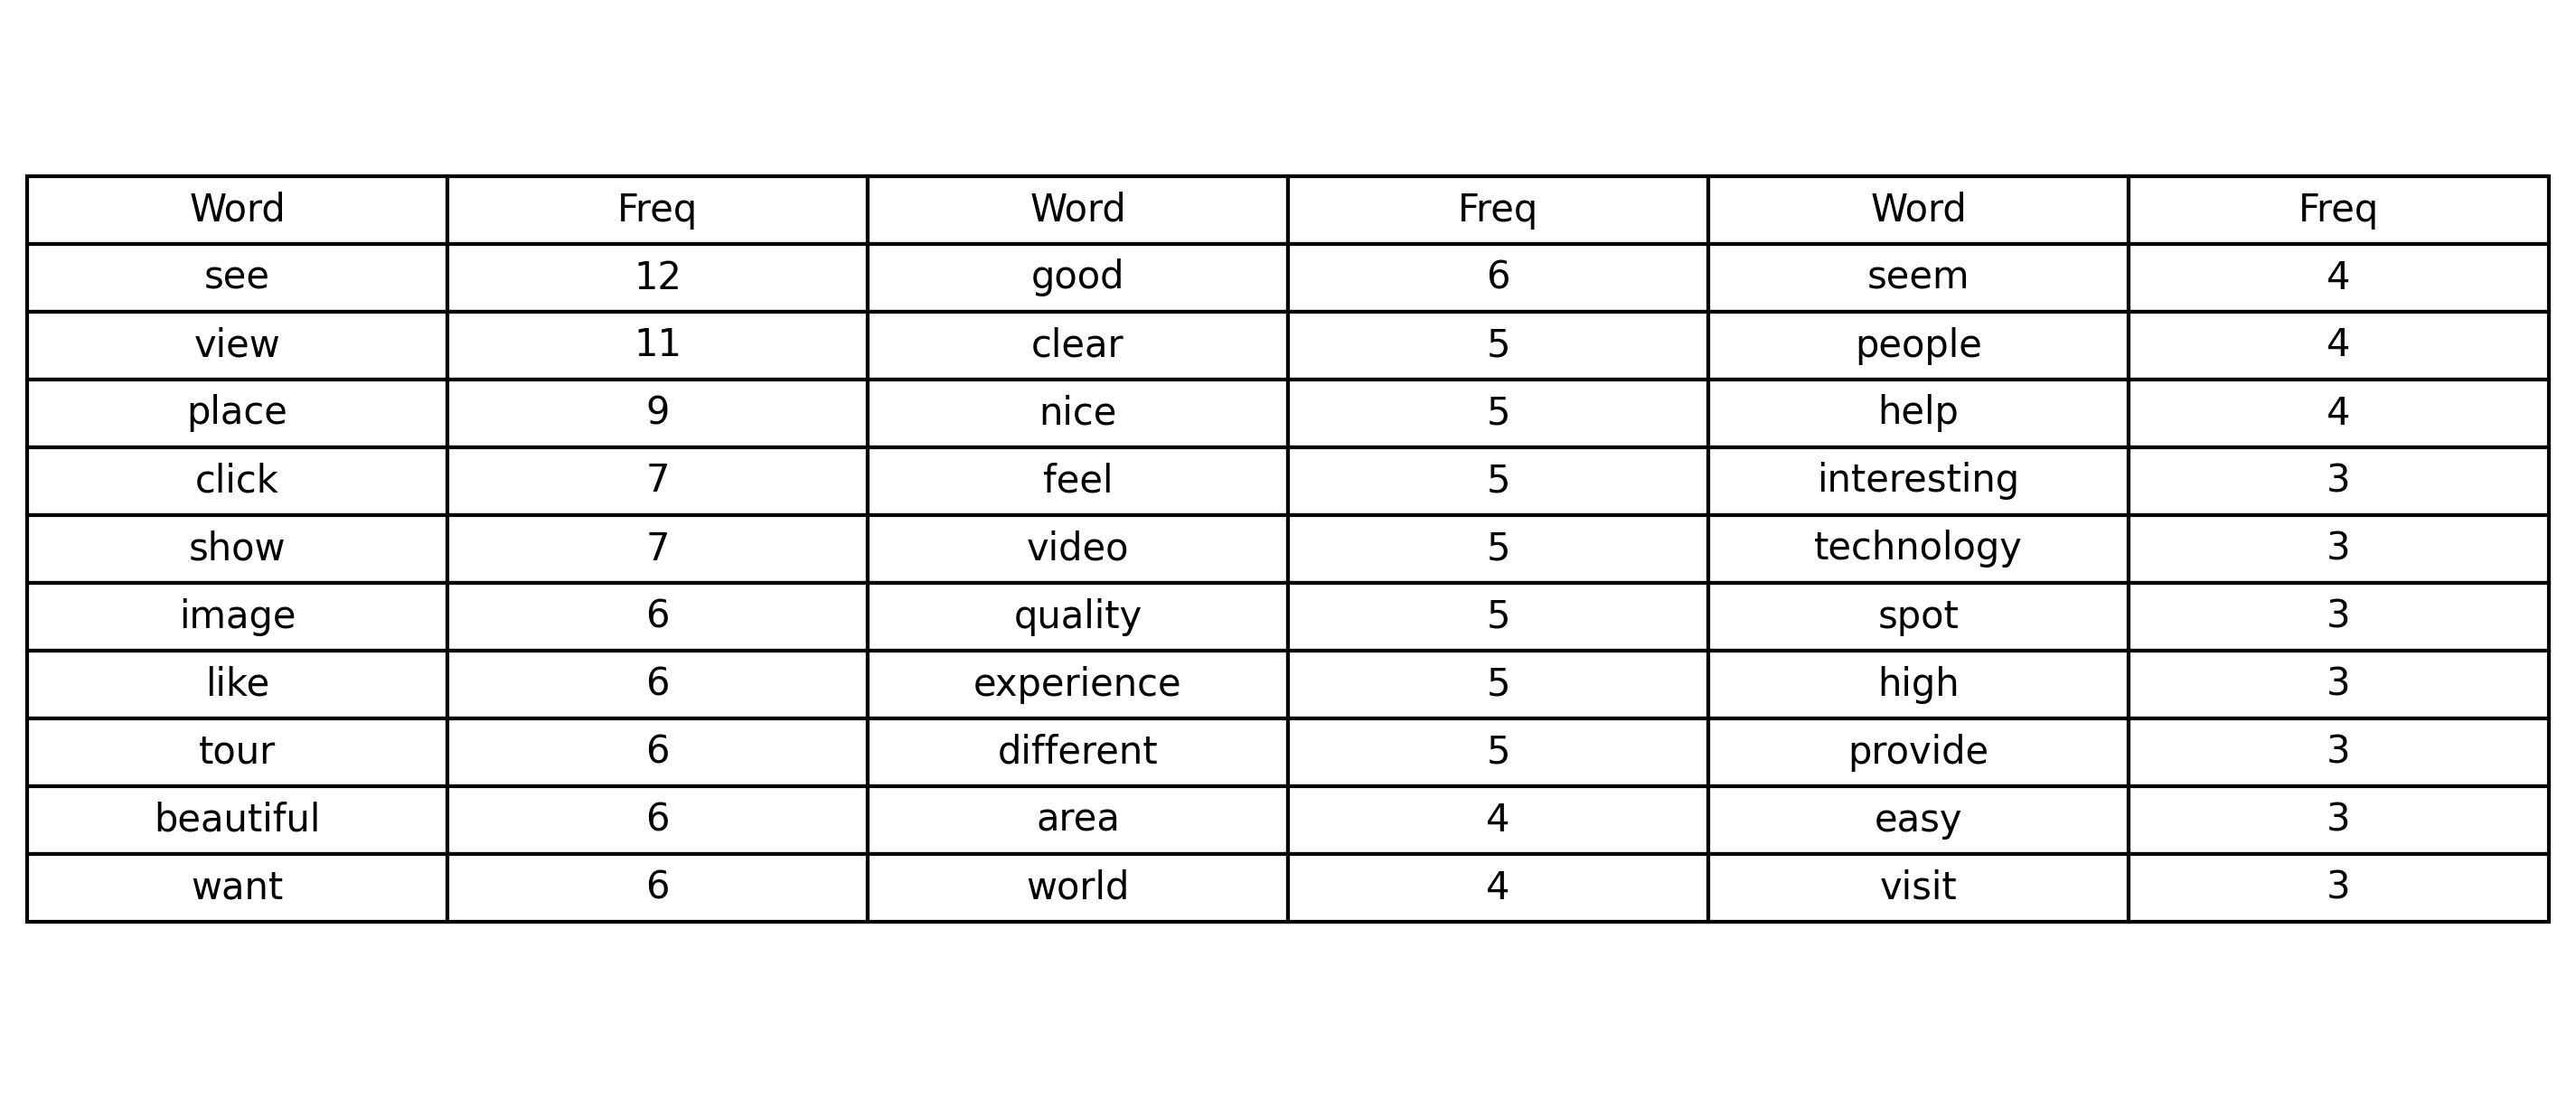 Word Freq Word Freq Word Freq
see 12 good 6 seem 4
view 11 clear 5 people 4
place 9 nice 5 help 4
click 7 feel 5 interesting 3
show 7 video 5 technology 3
image 6 quality 5 spot 3
like 6 experience 5 high 3
tour 6 different 5 provide 3
beautiful 6 area 4 easy 3
want 6 world 4 visit 3